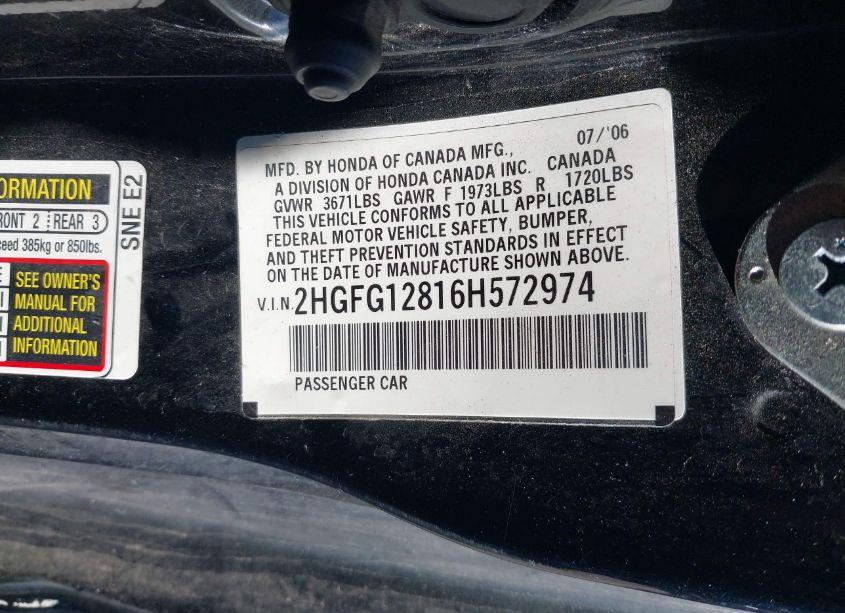 ORMATION
RONT 2 REAR 3
ceed 385kg or 850lbs.
SEE OWNER'S
MANUAL FOR
ADDITIONAL
INFORMATION
SNE E2
07/'06
MFD. BY HONDA OF CANADA MFG.,
A DIVISION OF HONDA CANADA INC. CANADA
GVWR 3671LBS GAWR F 1973LBS R 1720LBS
THIS VEHICLE CONFORMS TO ALL APPLICABLE
FEDERAL MOTOR VEHICLE SAFETY, BUMPER,
AND THEFT PREVENTION STANDARDS IN EFFECT
ON THE DATE OF MANUFACTURE SHOWN ABOVE.
V.I.N. 2HGFG12816H572974
PASSENGER CAR